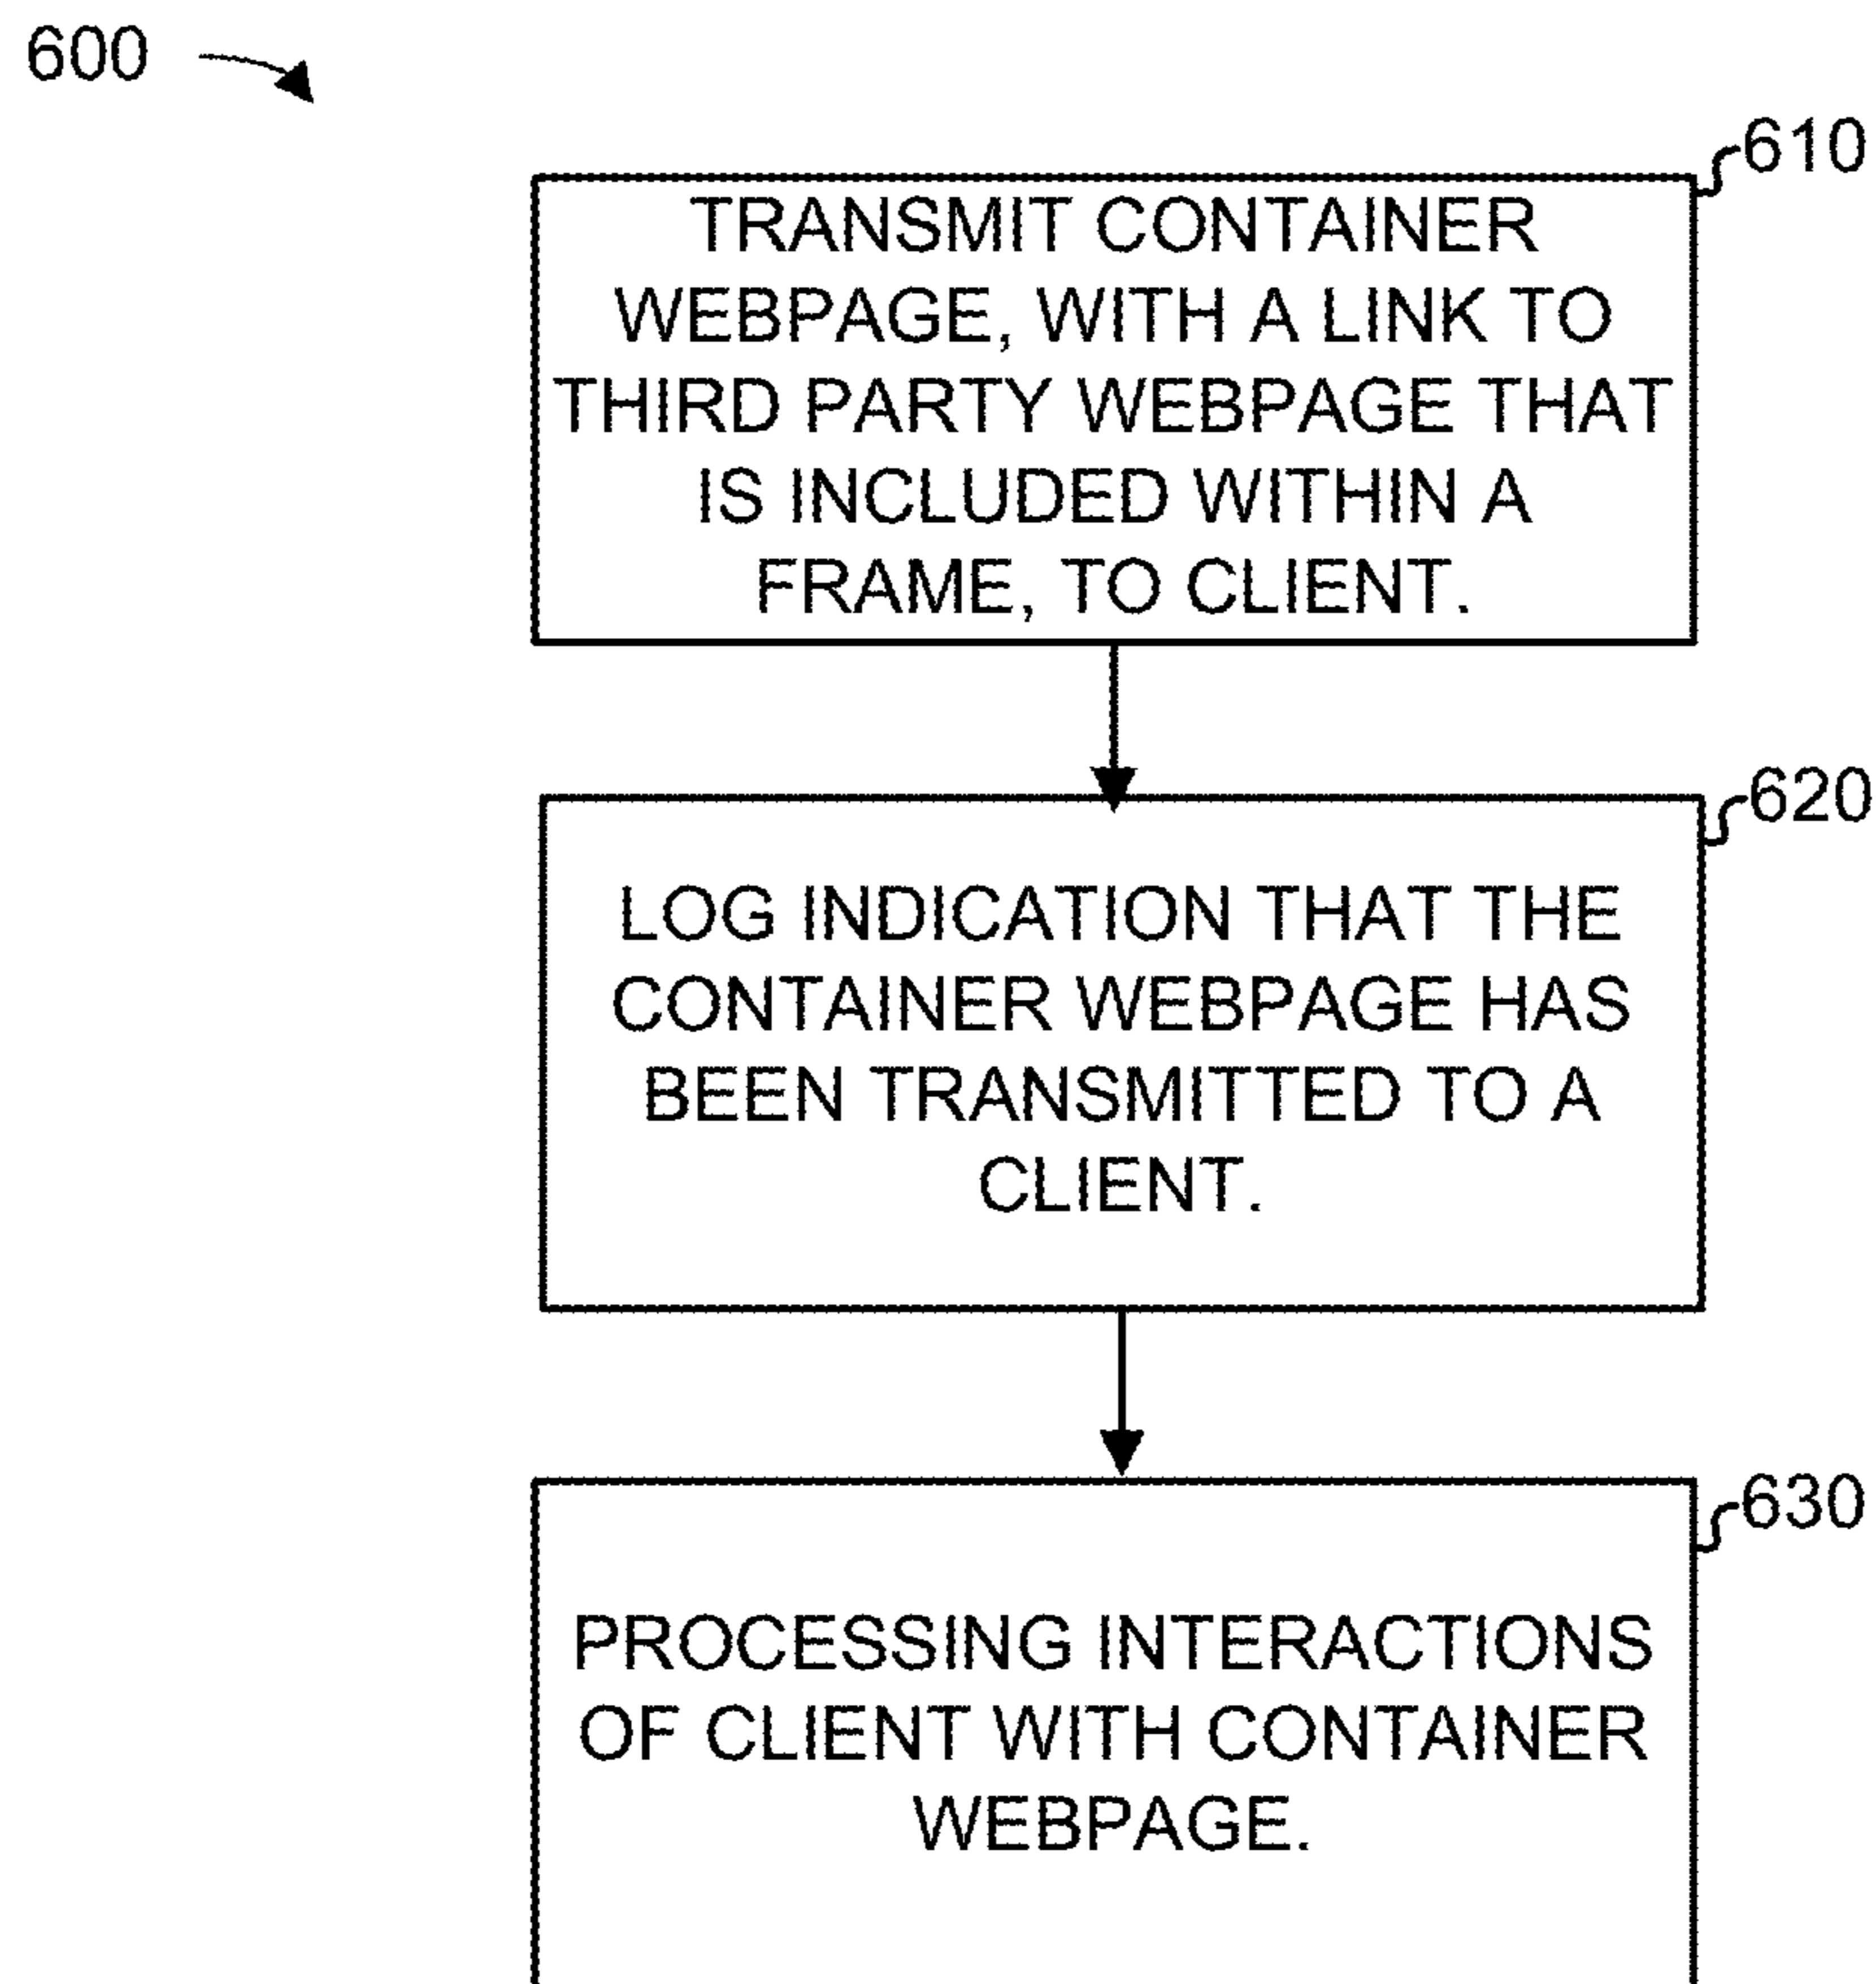 600
610
TRANSMIT CONTAINER
WEBPAGE, WITH A LINK TO
THIRD PARTY WEBPAGE THAT
IS INCLUDED WITHIN A
FRAME, TO CLIENT.
620
LOG INDICATION THAT THE
CONTAINER WEBPAGE HAS
BEEN TRANSMITTED TO A
CLIENT.
630
PROCESSING INTERACTIONS
OF CLIENT WITH CONTAINER
WEBPAGE.